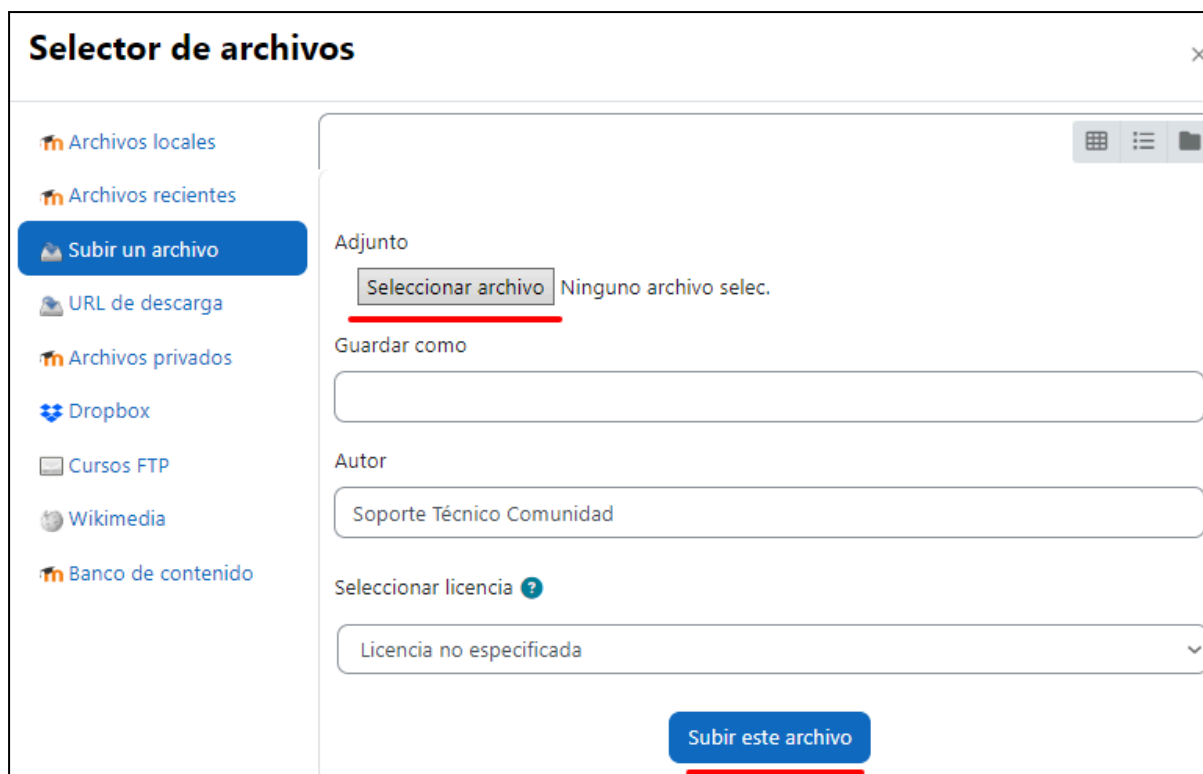 Selector de archivos
Archivos locales
Archivos recientes
Subir un archivo
URL de descarga
Archivos privados
Dropbox
Cursos FTP
Wikimedia
Banco de contenido
Adjunto
Seleccionar archivo Ninguno archivo selec.
Guardar como
Autor
Soporte Técnico Comunidad
Seleccionar licencia ?
Licencia no especificada
Subir este archivo